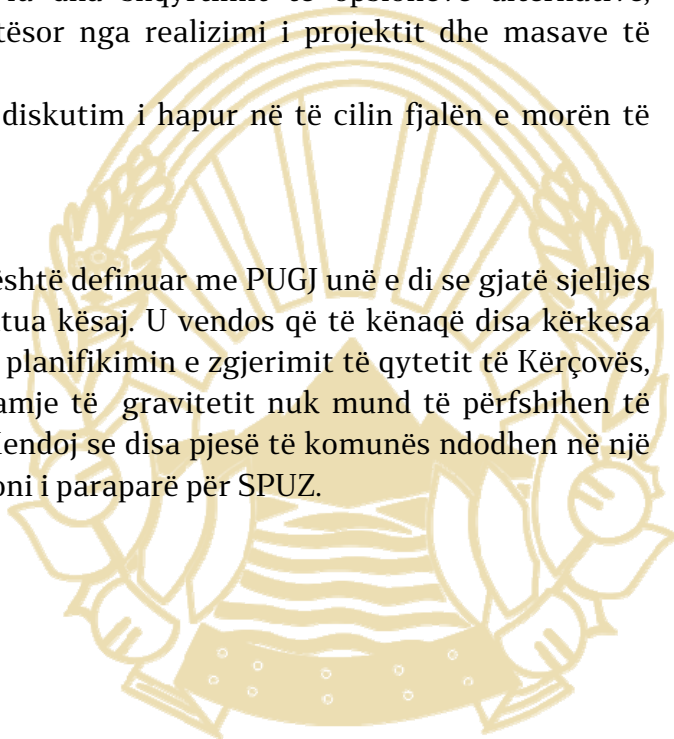 dhe shqyrtimit të opsioneve alternative,
tësor nga realizimi i projektit dhe masave të
diskutim i hapur në të cilin fjalën e morën të
është definuar me PUGJ unë e di se gjatë sjelljes
tua kësaj. U vendos që të kënaqë disa kërkesa
planifikimin e zgjerimit të qytetit të Kërçovës,
amje të gravitetit nuk mund të përfshihen të
endoj se disa pjesë të komunës ndodhen në një
oni i paraparë për SPUZ.